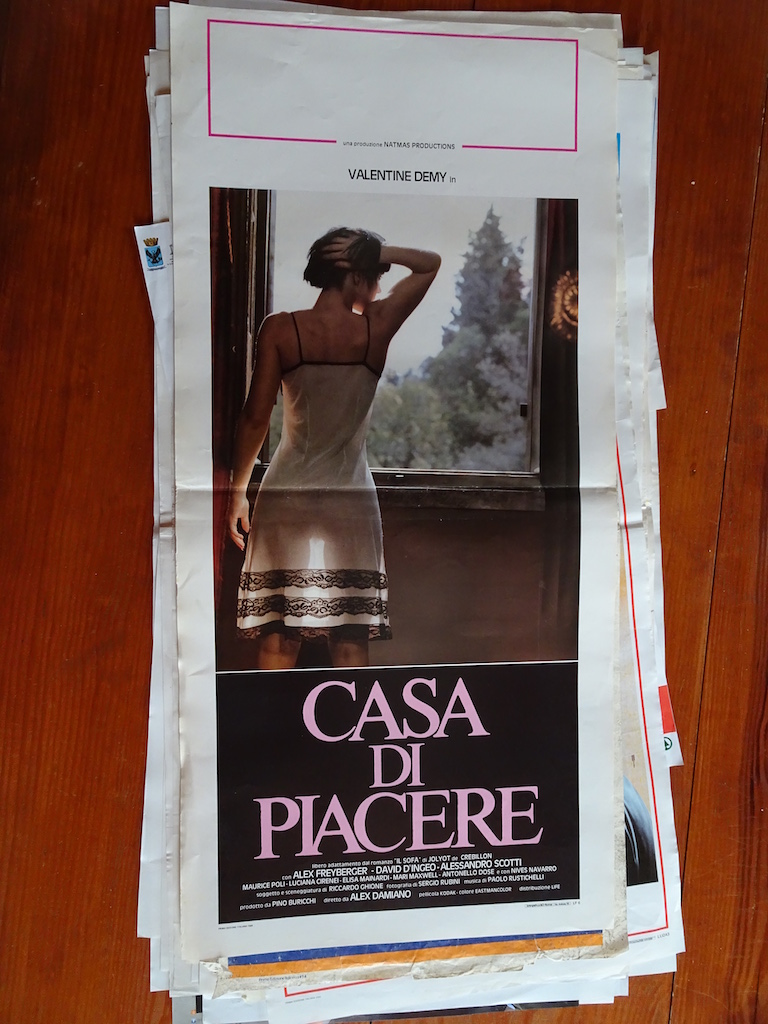 una produzione NATMAS PRODUCTIONS
VALENTINE DEMY in
CASA
DI
PIACERE
libero adattamento dal romanzo "IL SOFA" di JOLYOT de CREBILLON
con ALEX FREYBERGER - DAVID D'INGEO - ALESSANDRO SCOTTI
MAURICE POLI - LUCIANA CIRENEI - ELISA MAINARDI - MARI MAXWELL - ANTONELLO DOSE e con NIVES NAVARRO
soggetto e sceneggiatura di RICCARDO GHIONE fotografia di SERGIO RUBINI musica di PAOLO RUSTICHELLI
prodotto da PINO BURICCHI diretto da ALEX DAMIANO pellicola KODAK - colore EASTMANCOLOR distribuzione LIFE